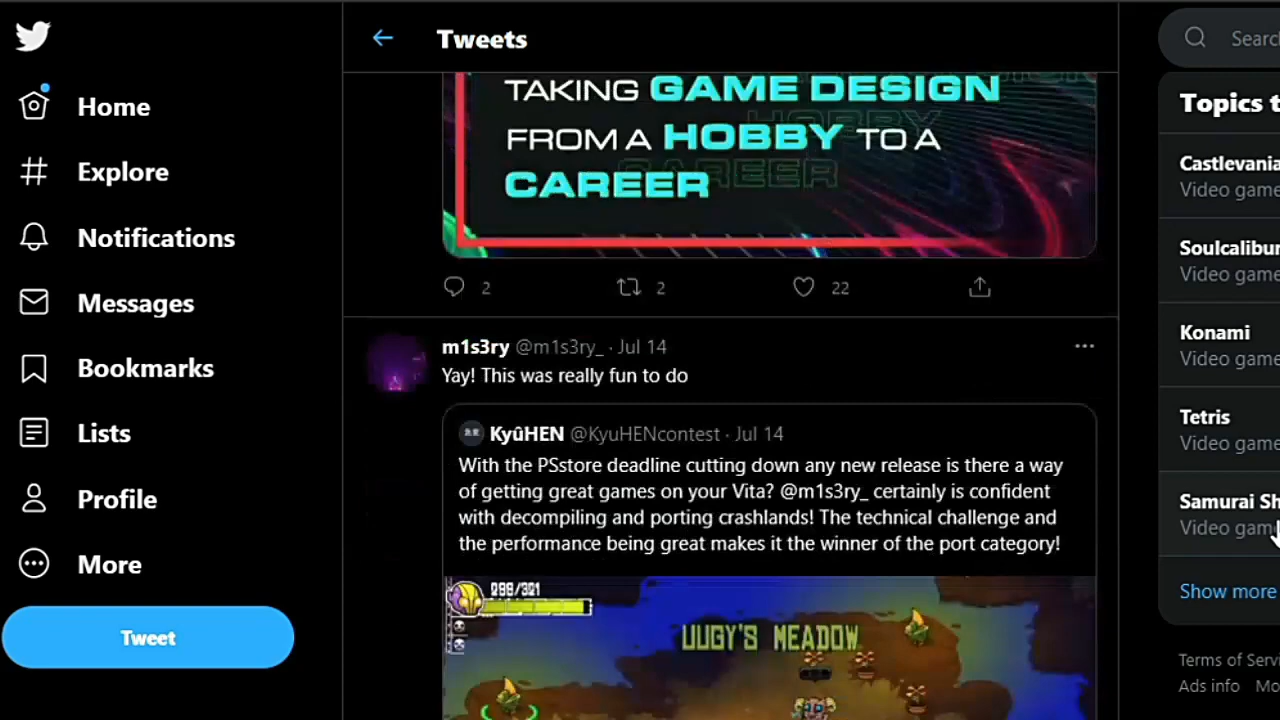 Tweets
Home
Explore
Notifications
Messages
Bookmarks
Lists
Profile
More
Tweet
TAKING GAME DESIGN
FROM A HOBBY TO A
CAREER
HOBBY
CAREER
2 2 22
m1s3ry @m1s3ry_ · Jul 14
Yay! This was really fun to do
KyûHEN @KyuHENcontest · Jul 14
With the PSstore deadline cutting down any new release is there a way
of getting great games on your Vita? @m1s3ry_ certainly is confident
with decompiling and porting crashlands! The technical challenge and
the performance being great makes it the winner of the port category!
UUGY'S MEADOW
Searc
Topics t
Castlevania
Video game
Soulcalibur
Video game
Konami
Video game
Tetris
Video game
Samurai Sh
Video game
Show more
Terms of Servi
Ads info Mo